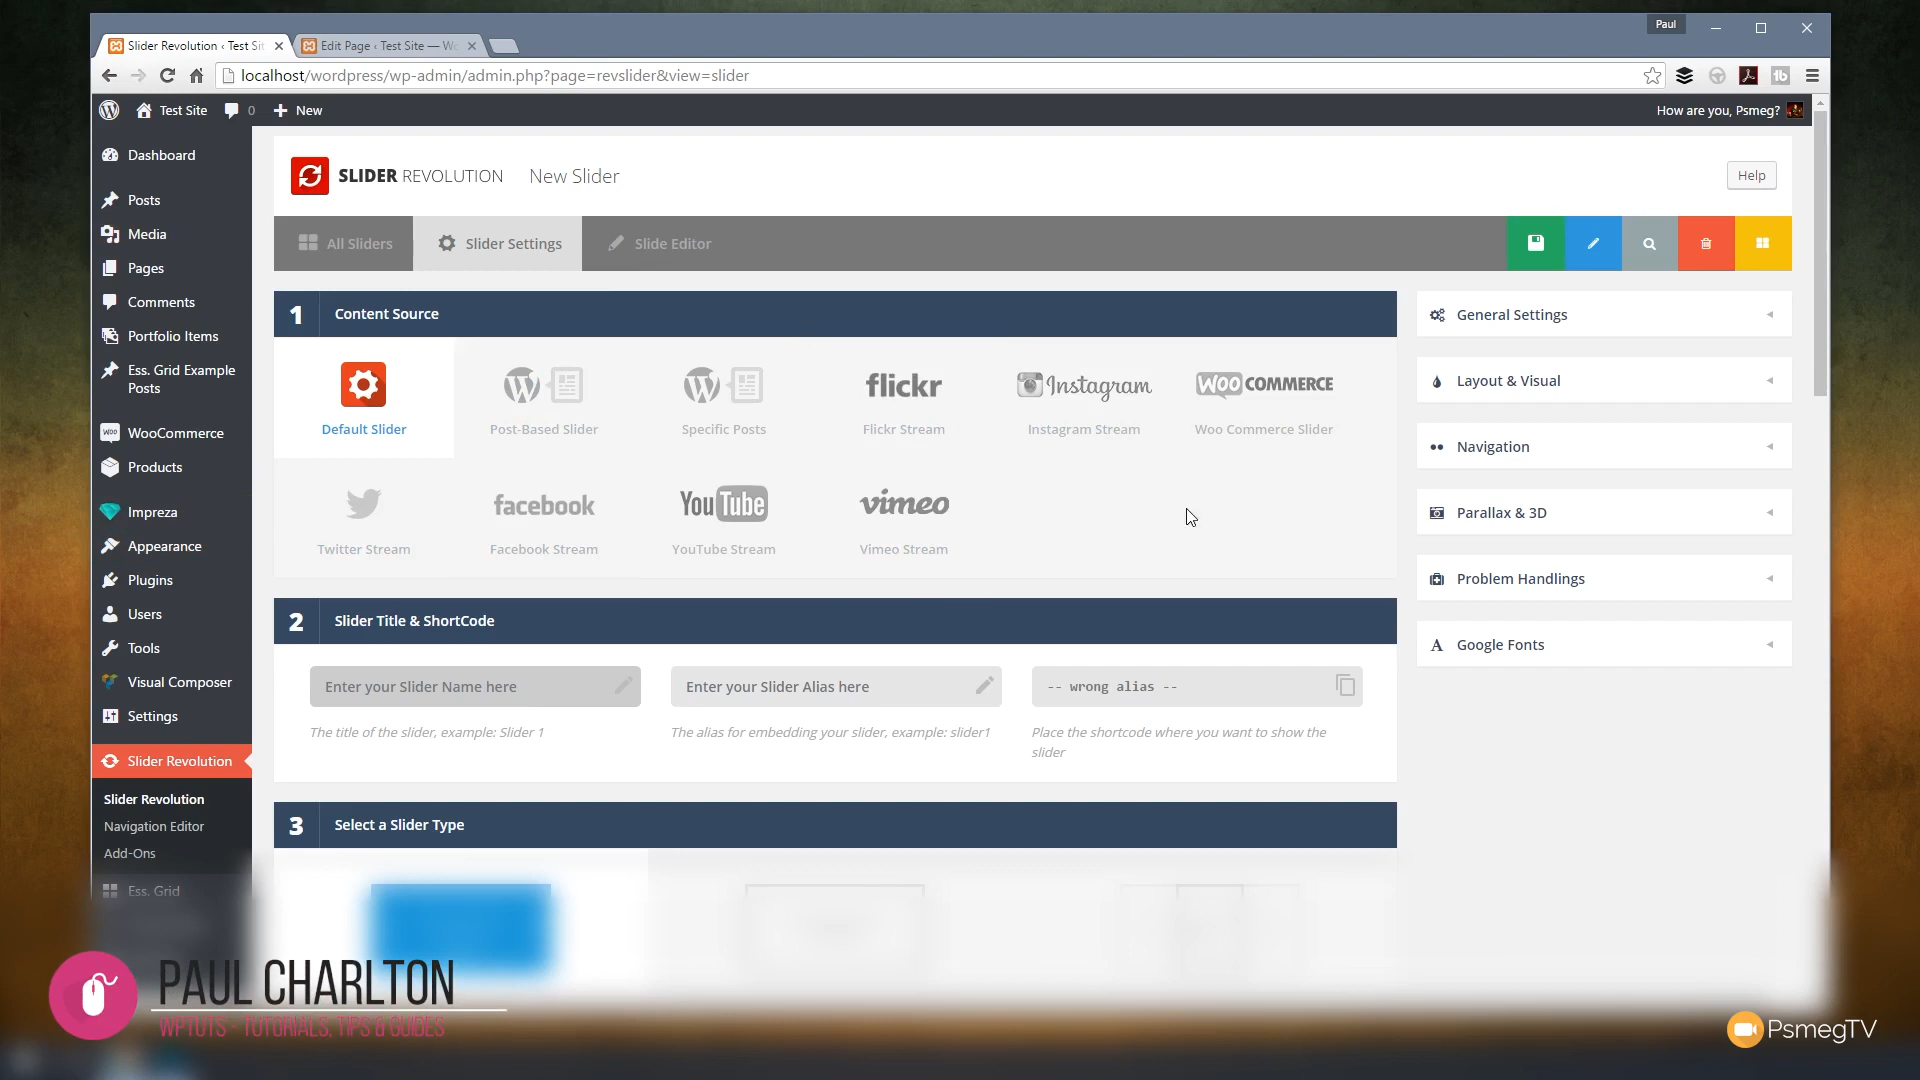 Paul
Slider Revolution ‹ Test Sit
Edit Page ‹ Test Site — Wo
localhost/wordpress/wp-admin/admin.php?page=revslider&view=slider
Test Site
0
New
How are you, Psmeg?
Dashboard
Posts
Media
Pages
Comments
Portfolio Items
Ess. Grid Example
Posts
WooCommerce
Products
Impreza
Appearance
Plugins
Users
Tools
Visual Composer
Settings
Slider Revolution
Slider Revolution
Navigation Editor
Add-Ons
Ess. Grid
SLIDER REVOLUTION
New Slider
Help
All Sliders
Slider Settings
Slide Editor
1
Content Source
Default Slider
Post-Based Slider
Specific Posts
flickr
Flickr Stream
Instagram
Instagram Stream
WOOCOMMERCE
Woo Commerce Slider
Twitter Stream
facebook
Facebook Stream
YouTube
YouTube Stream
vimeo
Vimeo Stream
2
Slider Title & ShortCode
Enter your Slider Name here
Enter your Slider Alias here
-- wrong alias --
The title of the slider, example: Slider 1
The alias for embedding your slider, example: slider1
Place the shortcode where you want to show the
slider
3
Select a Slider Type
General Settings
Layout & Visual
Navigation
Parallax & 3D
Problem Handlings
Google Fonts
PAUL CHARLTON
WPTUTS - TUTORIALS, TIPS & GUIDES
PsmegTV